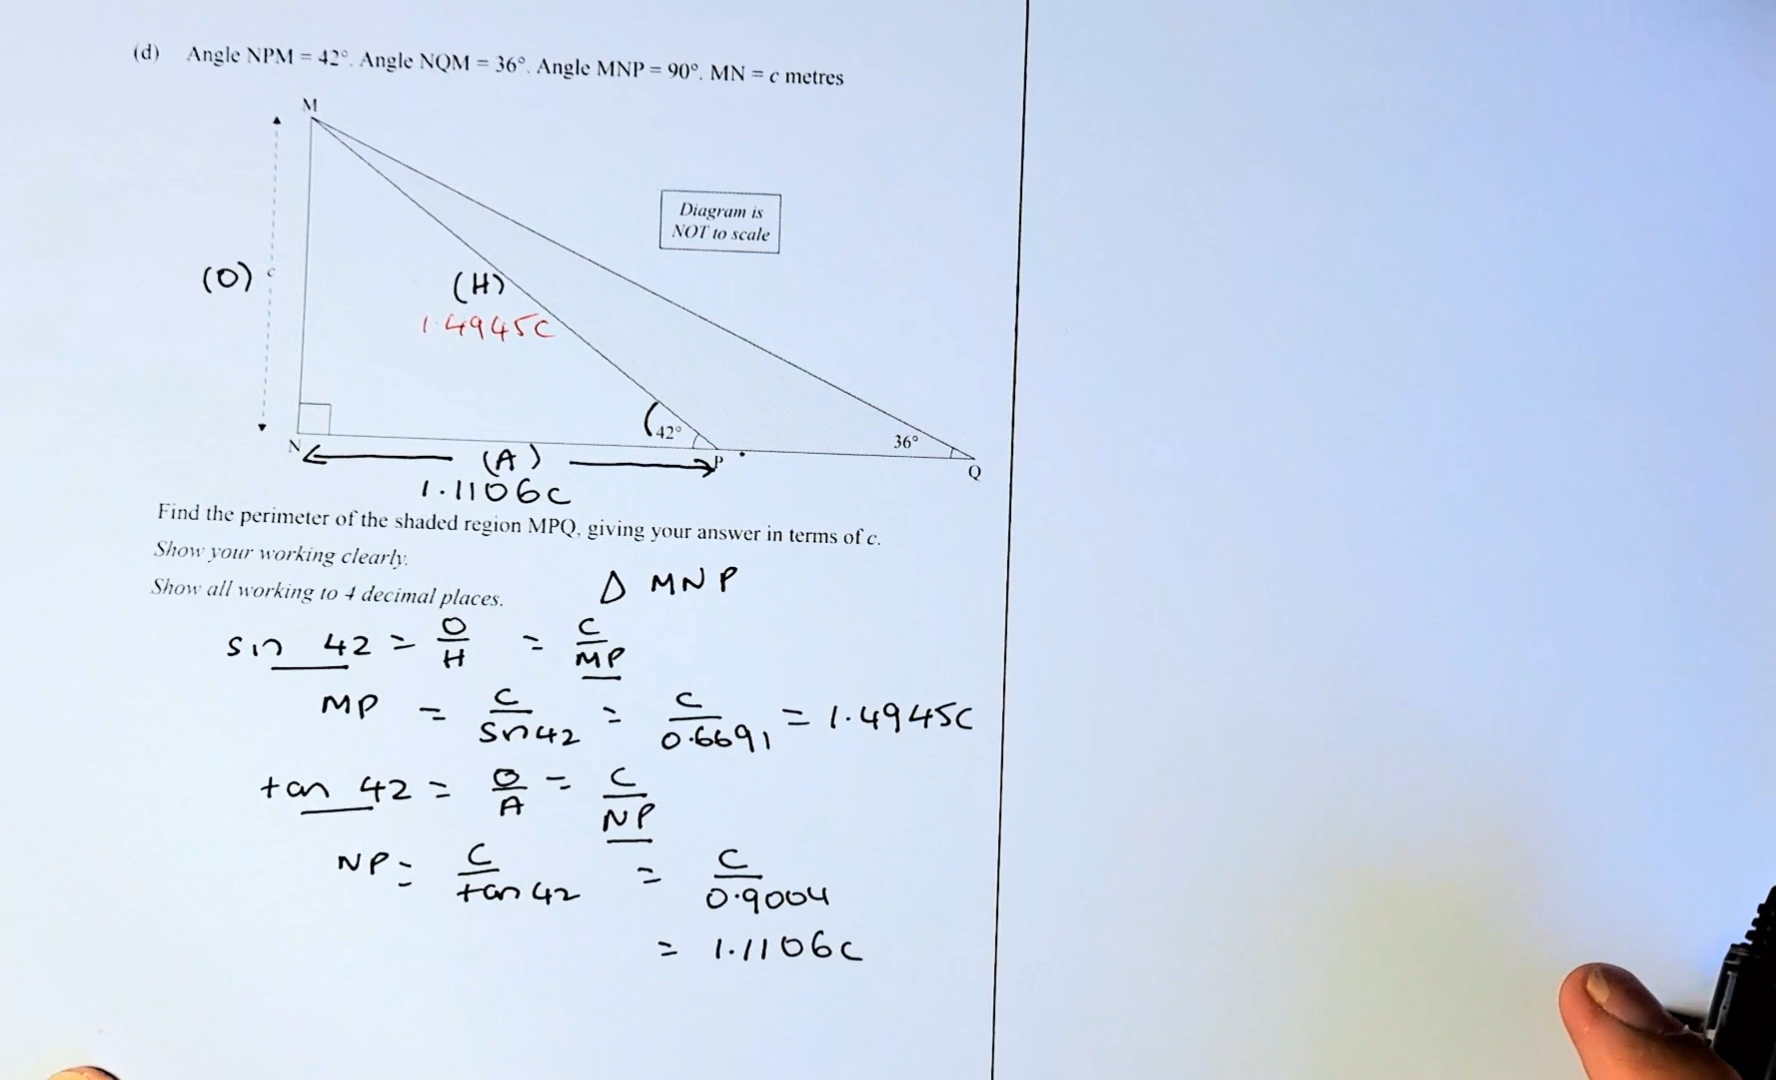 (d) Angle NPM = 42°. Angle NQM = 36°. Angle MNP = 90°. MN = c metres
M
Diagram is
NOT to scale
(O) c
(H)
1.4945c
42°
36°
N
(A)
P
Q
1.1106c
Find the perimeter of the shaded region MPQ, giving your answer in terms of c.
Show your working clearly.
Show all working to 4 decimal places.
Δ MNP
sin 42 = O/H = c/MP
MP = c/sin42 = c/0.6691 = 1.4945c
tan 42 = O/A = c/NP
NP = c/tan 42 = c/0.9004
= 1.1106c